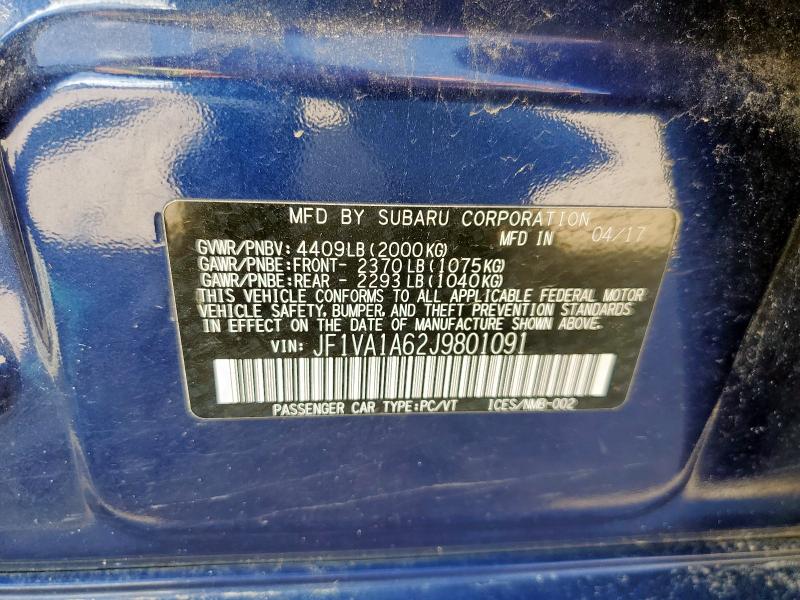 MFD BY SUBARU CORPORATION
MFD IN 04/17
GVWR/PNBV: 4409LB(2000KG)
GAWR/PNBE:FRONT- 2370LB(1075KG)
GAWR/PNBE:REAR - 2293LB(1040KG)
THIS VEHICLE CONFORMS TO ALL APPLICABLE FEDERAL MOTOR
VEHICLE SAFETY, BUMPER, AND THEFT PREVENTION STANDARDS
IN EFFECT ON THE DATE OF MANUFACTURE SHOWN ABOVE.
VIN: JF1VA1A62J9801091
PASSENGER CAR TYPE:PC/VT ICES/NMB-002